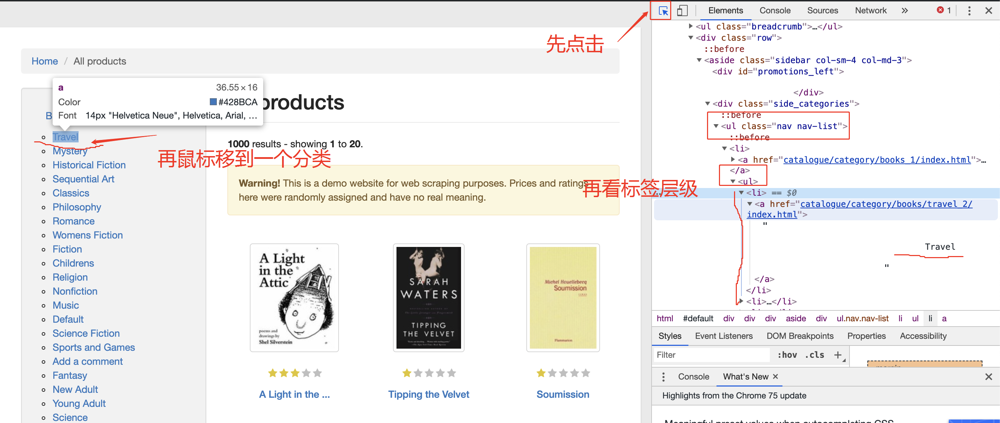 Home / All products
a 36.55 × 16
Color #428BCA
Font 14px "Helvetica Neue", Helvetica, Arial, …
B
products
Travel
Mystery
Historical Fiction
Sequential Art
Classics
Philosophy
Romance
Womens Fiction
Fiction
Childrens
Religion
Nonfiction
Music
Default
Science Fiction
Sports and Games
Add a comment
Fantasy
New Adult
Young Adult
Science
1000 results - showing 1 to 20.
Warning! This is a demo website for web scraping purposes. Prices and ratings
here were randomly assigned and have no real meaning.
先点击
再鼠标移到一个分类
再看标签层级
A Light
in the
Attic
poems and
drawings by
Shel Silverstein
SARAH
WATERS
TIPPING
THE VELVET
Michel Houellebecq
Soumission
roman
Flammarion
A Light in the ...
Tipping the Velvet
Soumission
Elements Console Sources Network » 1
<ul class="breadcrumb">…</ul>
<div class="row">
::before
<aside class="sidebar col-sm-4 col-md-3">
<div id="promotions_left">
</div>
<div class="side_categories">
::before
<ul class="nav nav-list">
::before
<li>
<a href="catalogue/category/books_1/index.html">…
</a>
<ul>
<li> == $0
<a href="catalogue/category/books/travel_2/
index.html">
"
Travel
"
</a>
</li>
<li>…</li>
html #default div div div aside div ul.nav.nav-list li ul li a
Styles Event Listeners DOM Breakpoints Properties Accessibility
Filter :hov .cls +
Console What's New ×
Highlights from the Chrome 75 update
Meaningful preset values when autocompleting CSS